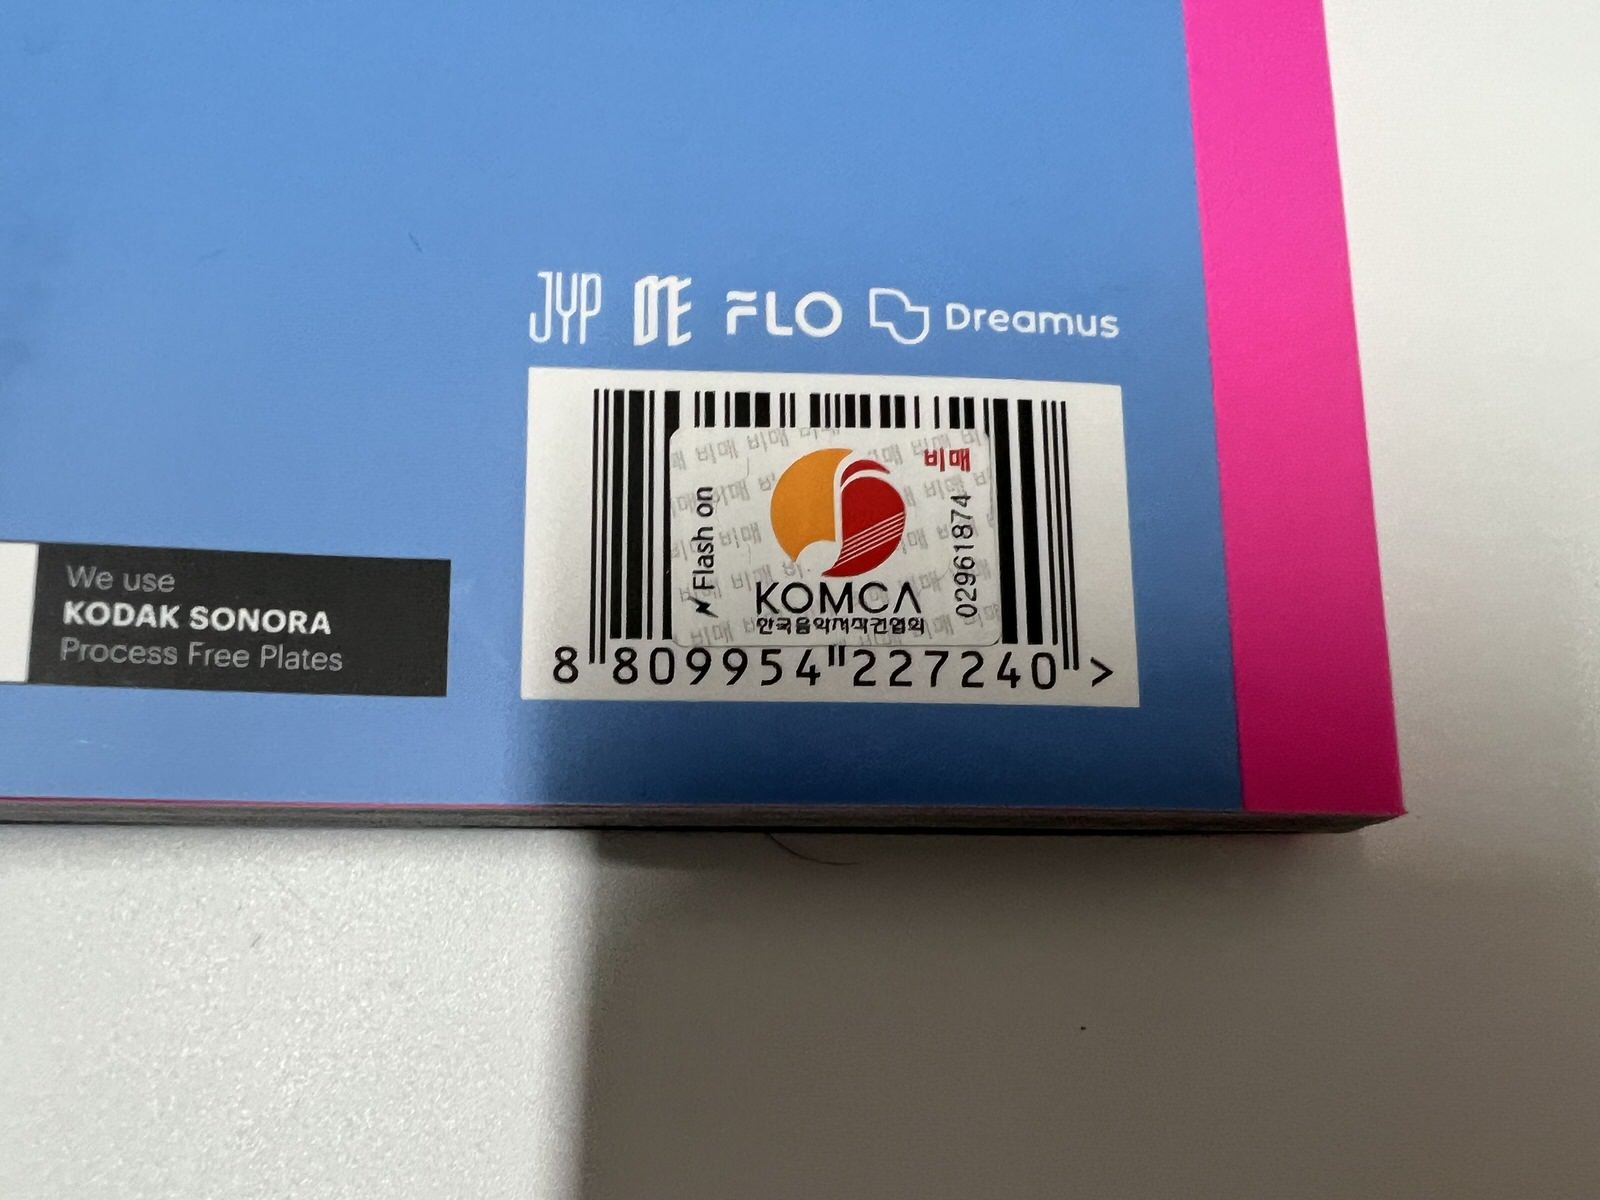 JYP
FLO
Dreamus
We use
KODAK SONORA
Process Free Plates
Flash on
비매
02961874
KOMCA
한국음악저작권협회
8 809954 227240 >